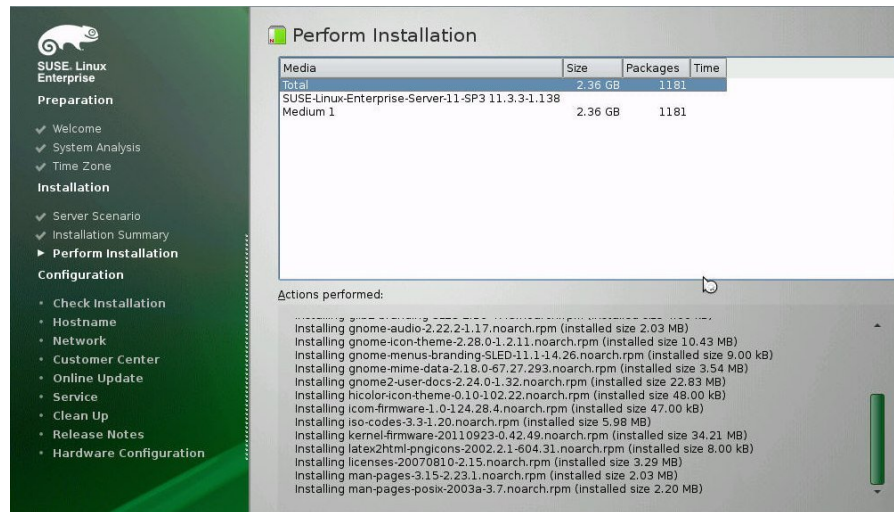 SUSE. Linux
Enterprise
Preparation
Welcome
System Analysis
Time Zone
Installation
Server Scenario
Installation Summary
Perform Installation
Configuration
Check Installation
Hostname
Network
Customer Center
Online Update
Service
Clean Up
Release Notes
Hardware Configuration
Perform Installation
Media Size Packages Time
Total 2.36 GB 1181
SUSE-Linux-Enterprise-Server-11-SP3 11.3.3-1.138
Medium 1 2.36 GB 1181
Actions performed:
Installing gnome-audio-2.22.2-1.17.noarch.rpm (installed size 2.03 MB)
Installing gnome-icon-theme-2.28.0-1.2.11.noarch.rpm (installed size 10.43 MB)
Installing gnome-menus-branding-SLED-11.1-14.26.noarch.rpm (installed size 9.00 kB)
Installing gnome-mime-data-2.18.0-67.27.293.noarch.rpm (installed size 3.54 MB)
Installing gnome2-user-docs-2.24.0-1.32.noarch.rpm (installed size 22.83 MB)
Installing hicolor-icon-theme-0.10-102.22.noarch.rpm (installed size 48.00 kB)
Installing icom-firmware-1.0-124.28.4.noarch.rpm (installed size 47.00 kB)
Installing iso-codes-3.3-1.20.noarch.rpm (installed size 5.98 MB)
Installing kernel-firmware-20110923-0.42.49.noarch.rpm (installed size 34.21 MB)
Installing latex2html-pngicons-2002.2.1-604.31.noarch.rpm (installed size 8.00 kB)
Installing licenses-20070810-2.15.noarch.rpm (installed size 3.29 MB)
Installing man-pages-3.15-2.23.1.noarch.rpm (installed size 2.03 MB)
Installing man-pages-posix-2003a-3.7.noarch.rpm (installed size 2.20 MB)